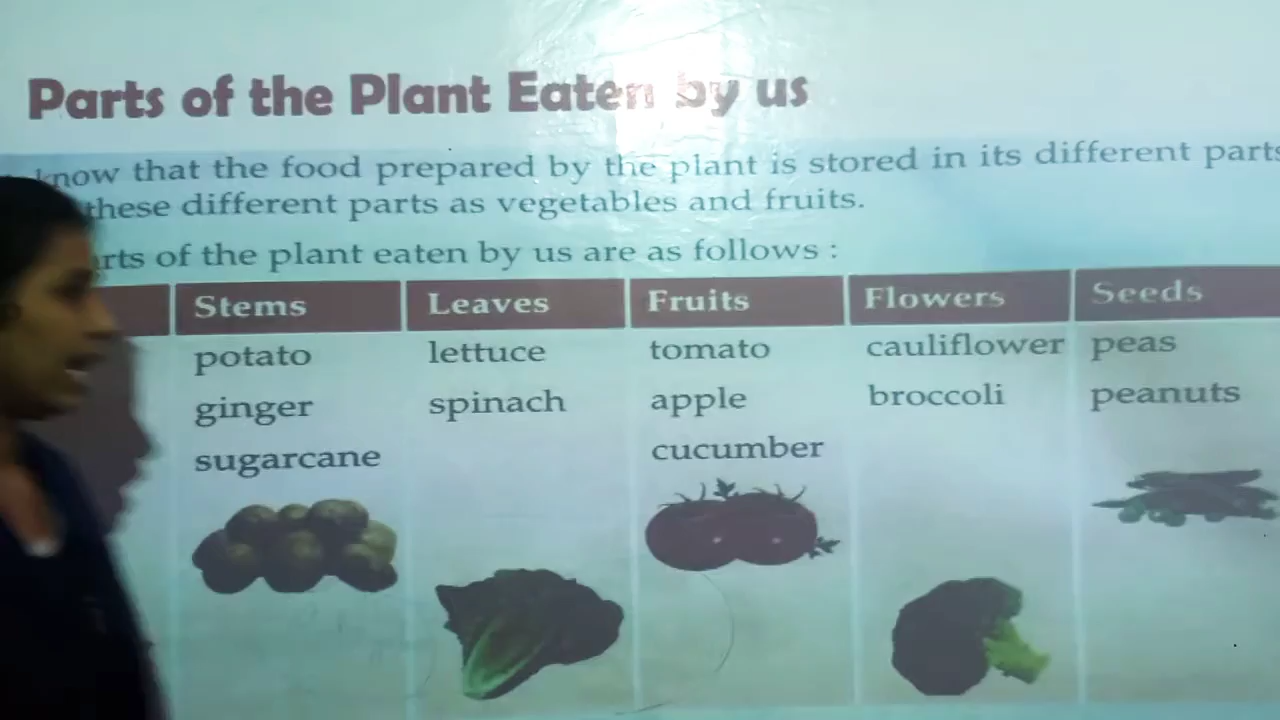 Parts of the Plant Eaten by us
know that the food prepared by the plant is stored in its different parts
these different parts as vegetables and fruits.
of the plant eaten by us are as follows :
Stems Leaves Fruits Flowers Seeds
potato lettuce tomato cauliflower peas
ginger spinach apple broccoli peanuts
sugarcane cucumber